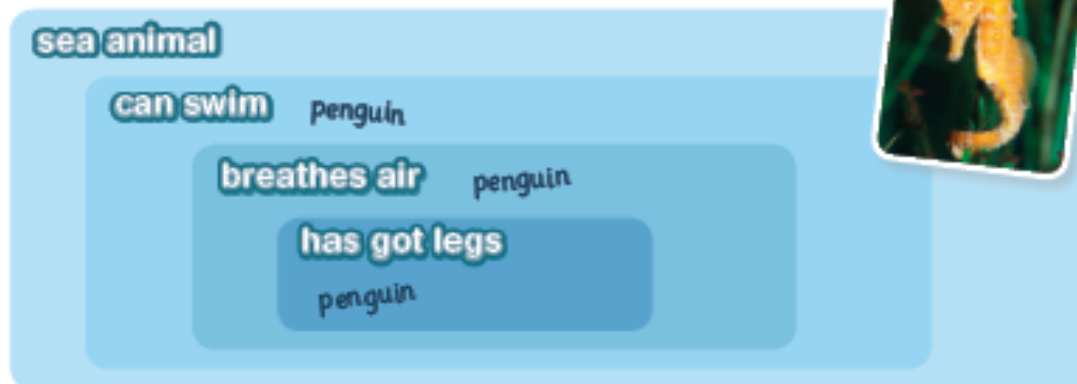 sea animal
can swim penguin
breathes air penguin
has got legs
penguin